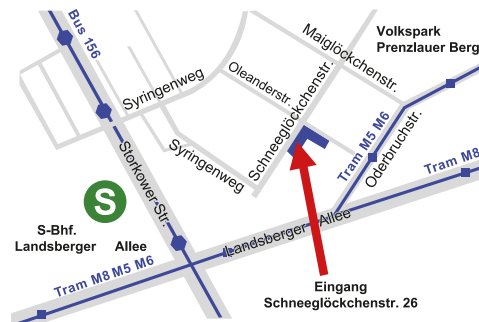 Bus 156
Volkspark
Prenzlauer Berg
Maiglöckchenstr.
Oleanderstr.
Syringenweg
Schneeglöckchenstr.
Syringenweg
Storkower-Str.
Tram M5 M6
Oderbruchstr.
Tram M8
S
S-Bhf.
Landsberger Allee
Landsberger-Allee
Tram M8 M5 M6
Eingang
Schneeglöckchenstr. 26